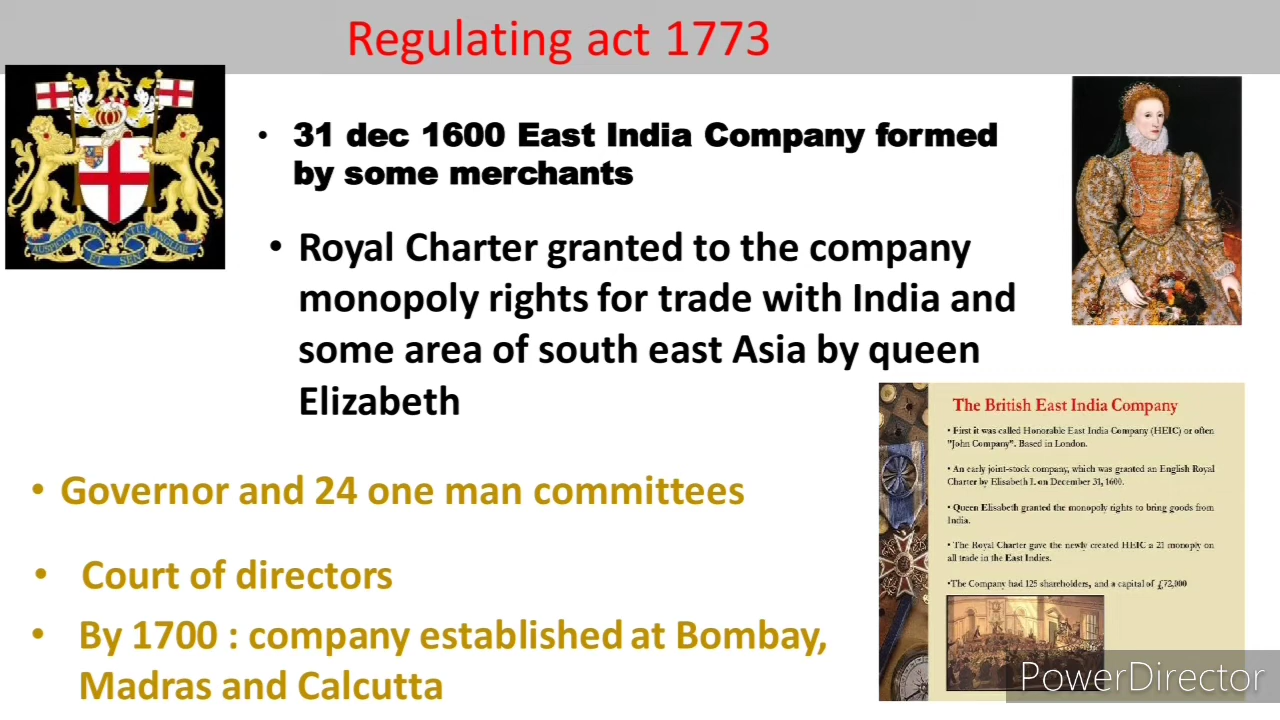 Regulating act 1773
• 31 dec 1600 East India Company formed
by some merchants
• Royal Charter granted to the company
monopoly rights for trade with India and
some area of south east Asia by queen
Elizabeth
• Governor and 24 one man committees
• Court of directors
• By 1700 : company established at Bombay,
Madras and Calcutta
The British East India Company
• First it was called Honorable East India Company (HEIC) or often
"John Company". Based in London.
• An early joint-stock company, which was granted an English Royal
Charter by Elisabeth I. on December 31, 1600.
• Queen Elisabeth granted the monopoly rights to bring goods from
India.
• The Royal Charter gave the newly created HEIC a 21 monoply on
all trade in the East Indies.
•The Company had 125 shareholders, and a capital of £72,000
PowerDirector